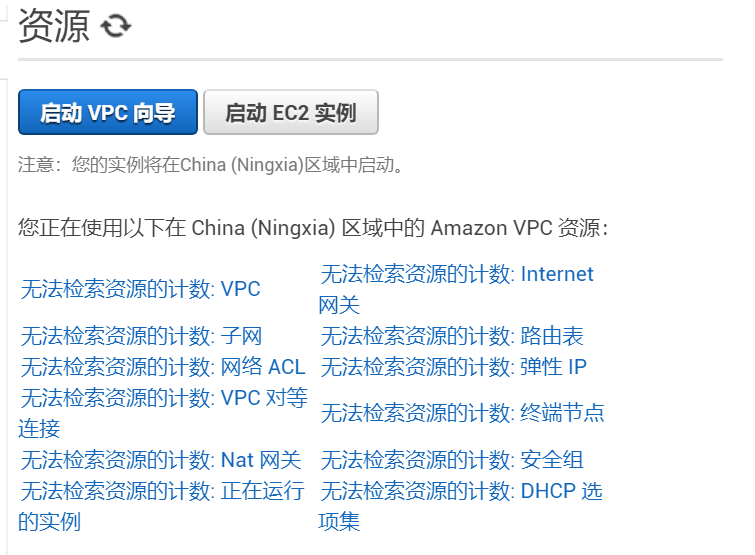 资源
启动 VPC 向导
启动 EC2 实例
注意：您的实例将在China (Ningxia)区域中启动。
您正在使用以下在 China (Ningxia) 区域中的 Amazon VPC 资源：
无法检索资源的计数: VPC
无法检索资源的计数: Internet
网关
无法检索资源的计数: 子网
无法检索资源的计数: 路由表
无法检索资源的计数: 网络 ACL
无法检索资源的计数: 弹性 IP
无法检索资源的计数: VPC 对等
连接
无法检索资源的计数: 终端节点
无法检索资源的计数: Nat 网关
无法检索资源的计数: 安全组
无法检索资源的计数: 正在运行
的实例
无法检索资源的计数: DHCP 选
项集